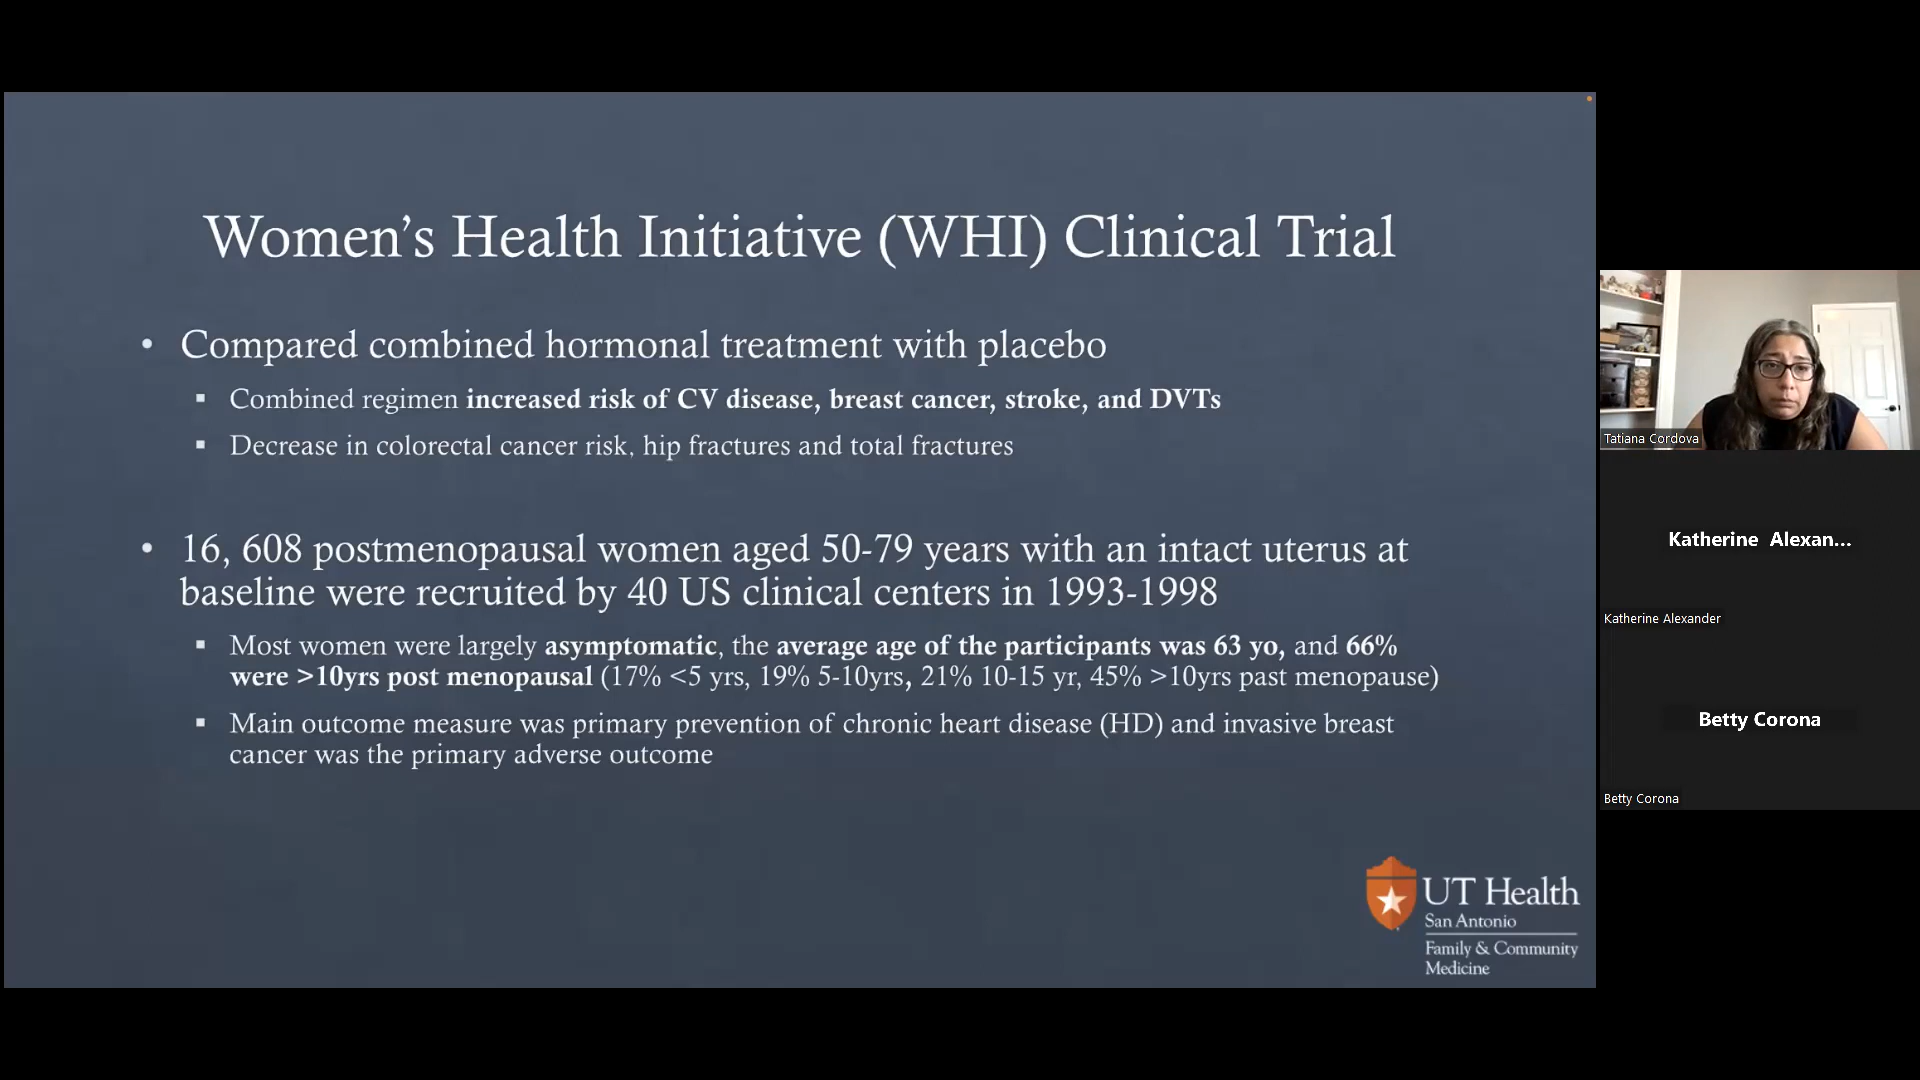 Women's Health Initiative (WHI) Clinical Trial
• Compared combined hormonal treatment with placebo
▪ Combined regimen increased risk of CV disease, breast cancer, stroke, and DVTs
▪ Decrease in colorectal cancer risk, hip fractures and total fractures
• 16, 608 postmenopausal women aged 50-79 years with an intact uterus at
baseline were recruited by 40 US clinical centers in 1993-1998
▪ Most women were largely asymptomatic, the average age of the participants was 63 yo, and 66%
were >10yrs post menopausal (17% <5 yrs, 19% 5-10yrs, 21% 10-15 yr, 45% >10yrs past menopause)
▪ Main outcome measure was primary prevention of chronic heart disease (HD) and invasive breast
cancer was the primary adverse outcome
UT Health
San Antonio
Family & Community
Medicine
Tatiana Cordova
Katherine Alexan...
Katherine Alexander
Betty Corona
Betty Corona